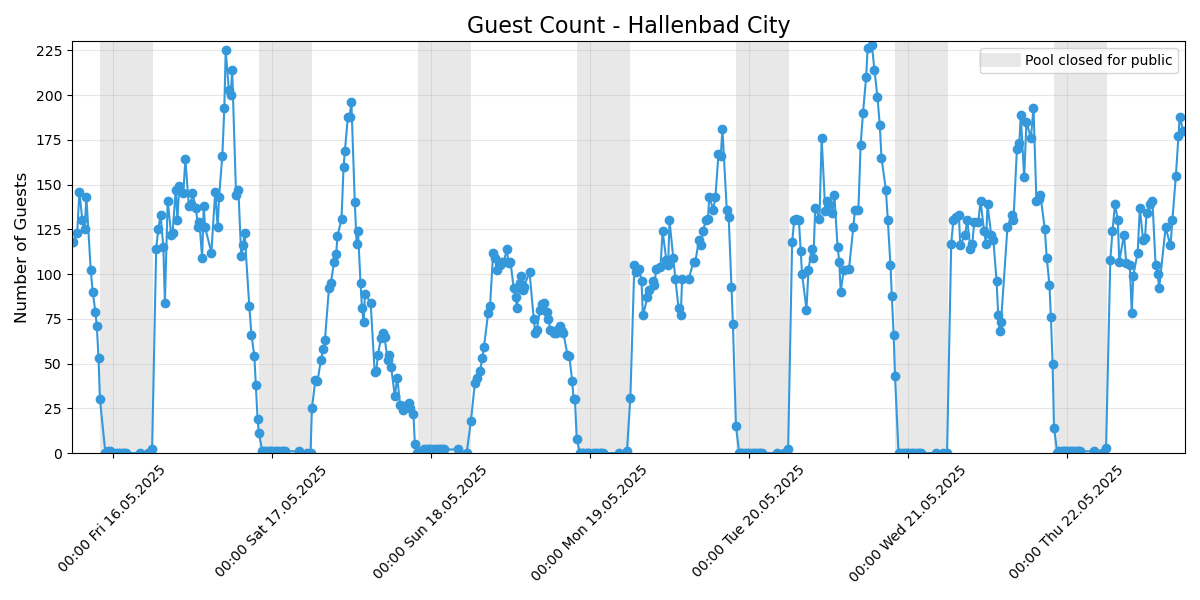 Guest Count - Hallenbad City
Pool closed for public
Number of Guests
225
200
175
150
125
100
75
50
25
0
00:00 Fri 16.05.2025
00:00 Sat 17.05.2025
00:00 Sun 18.05.2025
00:00 Mon 19.05.2025
00:00 Tue 20.05.2025
00:00 Wed 21.05.2025
00:00 Thu 22.05.2025